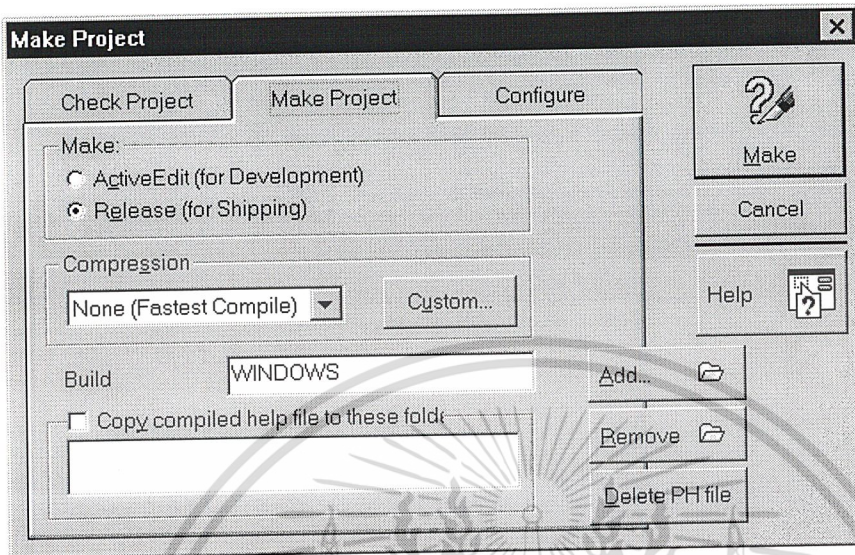 Make Project
Check Project
Make Project
Configure
Make:
ActiveEdit (for Development)
Release (for Shipping)
Compression
None (Fastest Compile)
Custom...
Build
WINDOWS
Copy compiled help file to these folde
Make
Cancel
Help
Add...
Remove
Delete PH file